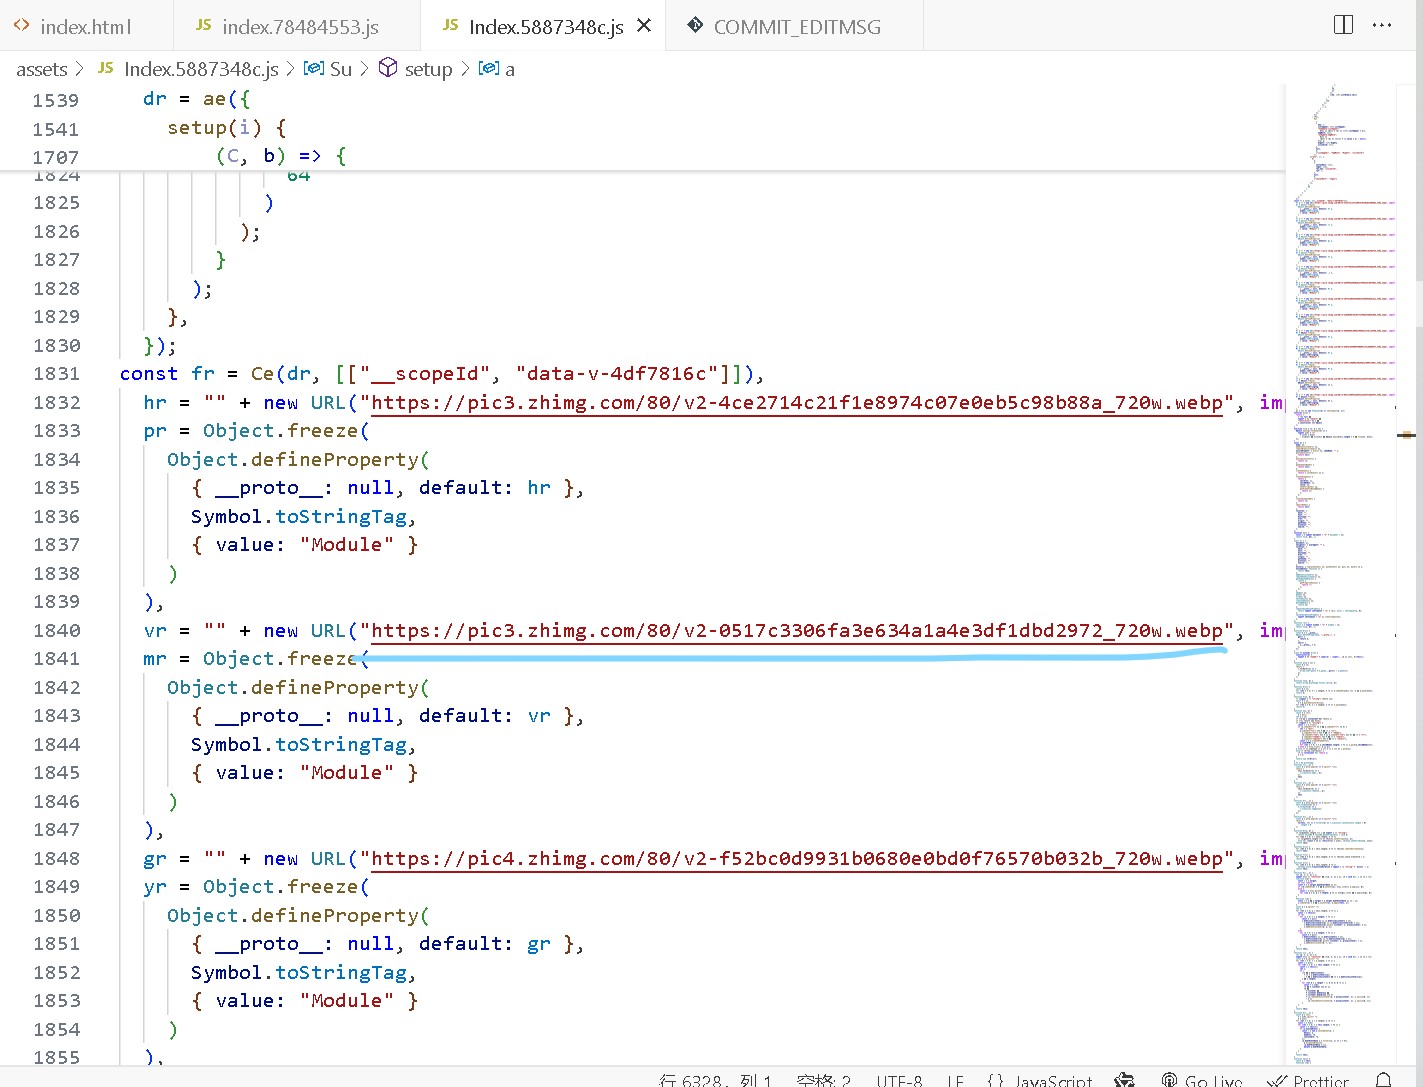 index.html JS index.78484553.js JS Index.5887348c.js COMMIT_EDITMSG
assets JS Index.5887348c.js Su setup a
1539 dr = ae({
1541 setup(i) {
1707 (C, b) => {
1824 64
1825 )
1826 );
1827 }
1828 );
1829 },
1830 });
1831 const fr = Ce(dr, [["__scopeId", "data-v-4df7816c"]]),
1832 hr = "" + new URL("https://pic3.zhimg.com/80/v2-4ce2714c21f1e8974c07e0eb5c98b88a_720w.webp", im
1833 pr = Object.freeze(
1834 Object.defineProperty(
1835 { __proto__: null, default: hr },
1836 Symbol.toStringTag,
1837 { value: "Module" }
1838 )
1839 ),
1840 vr = "" + new URL("https://pic3.zhimg.com/80/v2-0517c3306fa3e634a1a4e3df1dbd2972_720w.webp", im
1841 mr = Object.freeze(
1842 Object.defineProperty(
1843 { __proto__: null, default: vr },
1844 Symbol.toStringTag,
1845 { value: "Module" }
1846 )
1847 ),
1848 gr = "" + new URL("https://pic4.zhimg.com/80/v2-f52bc0d9931b0680e0bd0f76570b032b_720w.webp", im
1849 yr = Object.freeze(
1850 Object.defineProperty(
1851 { __proto__: null, default: gr },
1852 Symbol.toStringTag,
1853 { value: "Module" }
1854 )
1855 ),
行 6328, 列 1 空格: 2 UTF-8 LF {} JavaScript Go Live Prettier